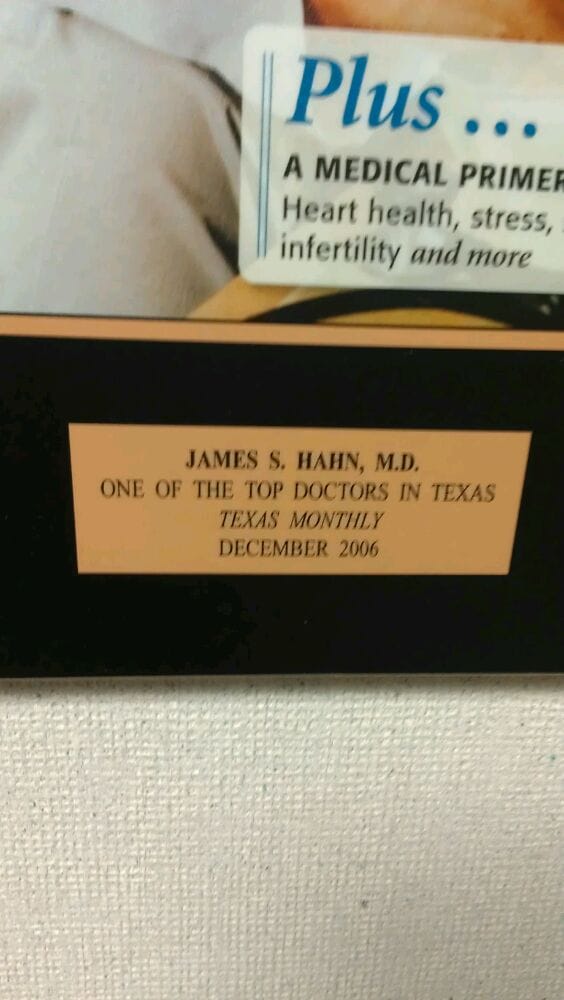 Plus ...
A MEDICAL PRIMER
Heart health, stress,
infertility and more
JAMES S. HAHN, M.D.
ONE OF THE TOP DOCTORS IN TEXAS
TEXAS MONTHLY
DECEMBER 2006